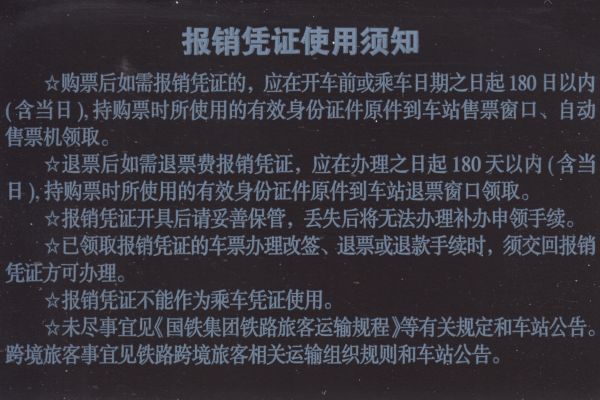 报销凭证使用须知
☆购票后如需报销凭证的，应在开车前或乘车日期之日起 180 日以内
(含当日),持购票时所使用的有效身份证件原件到车站售票窗口、自动
售票机领取。
☆退票后如需退票费报销凭证，应在办理之日起 180 天以内(含当
日),持购票时所使用的有效身份证件原件到车站退票窗口领取。
☆报销凭证开具后请妥善保管，丢失后将无法办理补办申领手续。
☆已领取报销凭证的车票办理改签、退票或退款手续时，须交回报销
凭证方可办理。
☆报销凭证不能作为乘车凭证使用。
☆未尽事宜见《国铁集团铁路旅客运输规程》等有关规定和车站公告。
跨境旅客事宜见铁路跨境旅客相关运输组织规则和车站公告。